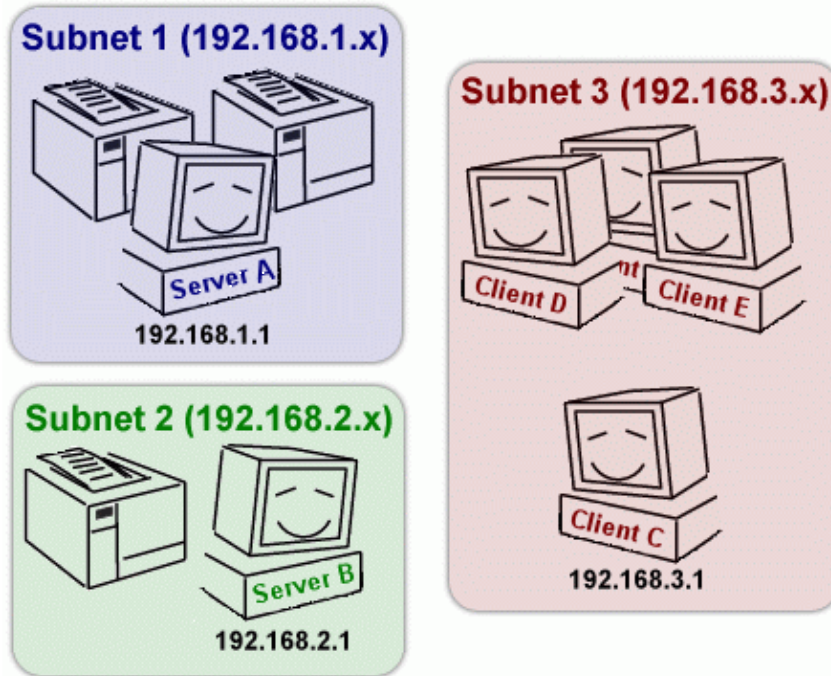 Subnet 1 (192.168.1.x)
Server A
192.168.1.1
Subnet 2 (192.168.2.x)
Server B
192.168.2.1
Subnet 3 (192.168.3.x)
Client D
Client E
Client C
192.168.3.1